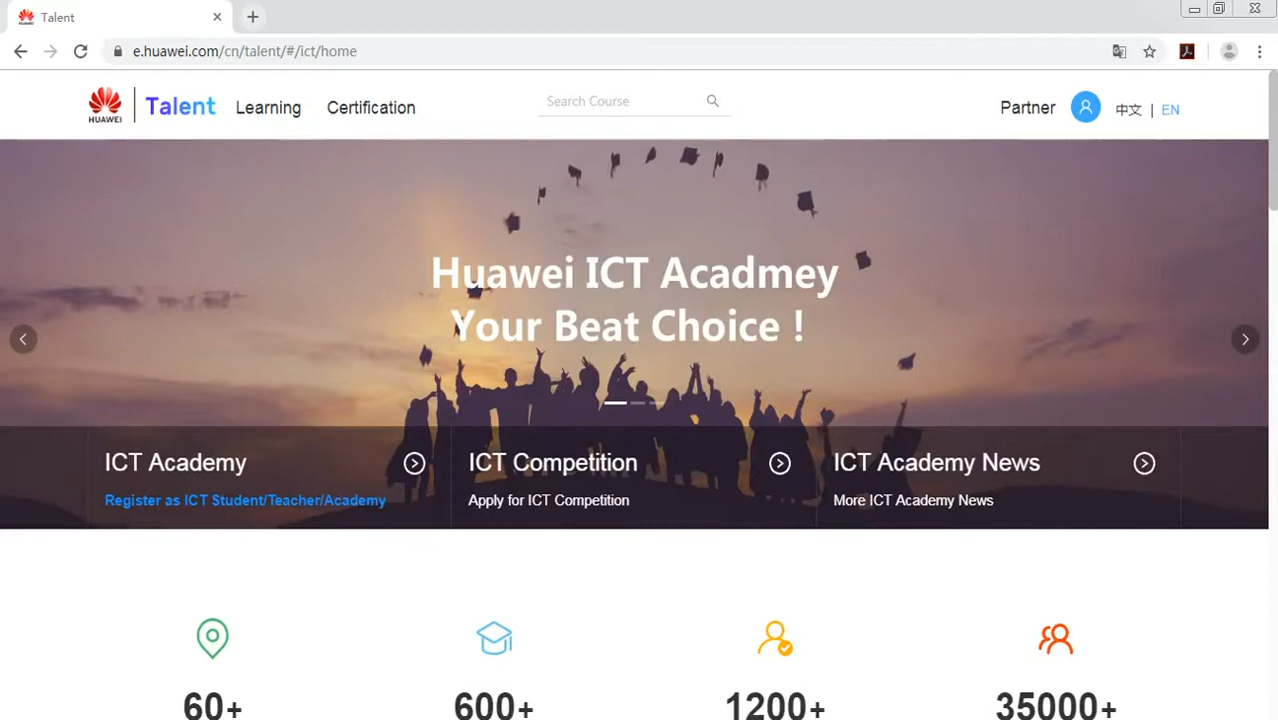 Talent
e.huawei.com/cn/talent/#/ict/home
HUAWEI
Talent
Learning
Certification
Search Course
Partner
中文 | EN
Huawei ICT Acadmey
Your Beat Choice !
ICT Academy
Register as ICT Student/Teacher/Academy
ICT Competition
Apply for ICT Competition
ICT Academy News
More ICT Academy News
60+
600+
1200+
35000+